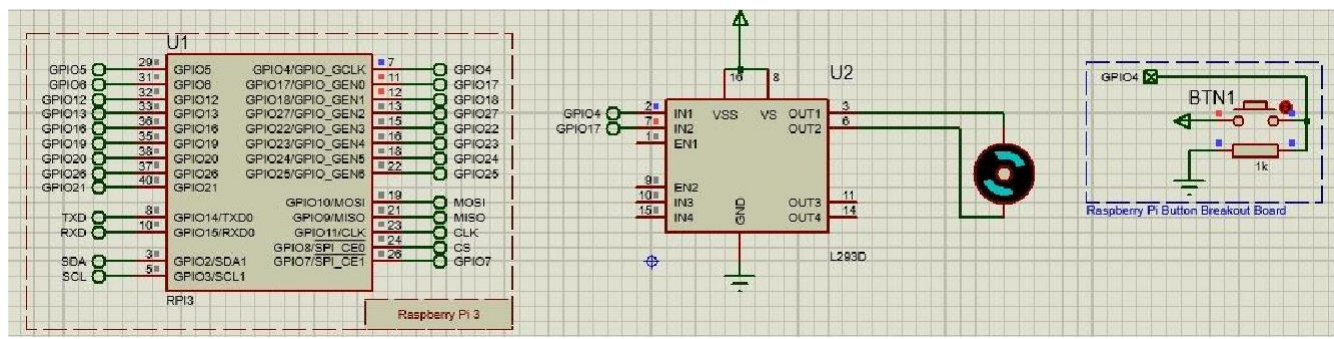 U1
GPIO5 29 GPIO5 GPIO4/GPIO_GCLK 7 GPIO4
GPIO6 31 GPIO6 GPIO17/GPIO_GEN0 11 GPIO17
GPIO12 32 GPIO12 GPIO18/GPIO_GEN1 12 GPIO18
GPIO13 33 GPIO13 GPIO27/GPIO_GEN2 13 GPIO27
GPIO16 36 GPIO16 GPIO22/GPIO_GEN3 15 GPIO22
GPIO19 35 GPIO19 GPIO23/GPIO_GEN4 16 GPIO23
GPIO20 38 GPIO20 GPIO24/GPIO_GEN5 18 GPIO24
GPIO26 37 GPIO26 GPIO25/GPIO_GEN6 22 GPIO25
GPIO21 40 GPIO21
GPIO10/MOSI 19 MOSI
TXD 8 GPIO14/TXD0 GPIO9/MISO 21 MISO
RXD 10 GPIO15/RXD0 GPIO11/CLK 23 CLK
GPIO8/SPI_CE0 24 CS
SDA 3 GPIO2/SDA1 GPIO7/SPI_CE1 26 GPIO7
SCL 5 GPIO3/SCL1
RPI3
Raspberry Pi 3
16 8 U2
GPIO4 2 IN1 VSS VS OUT1 3
GPIO17 7 IN2 OUT2 6
1 EN1
9 EN2
10 IN3 OUT3 11
15 IN4 GND OUT4 14
L293D
GPIO4
BTN1
1k
Raspberry Pi Button Breakout Board